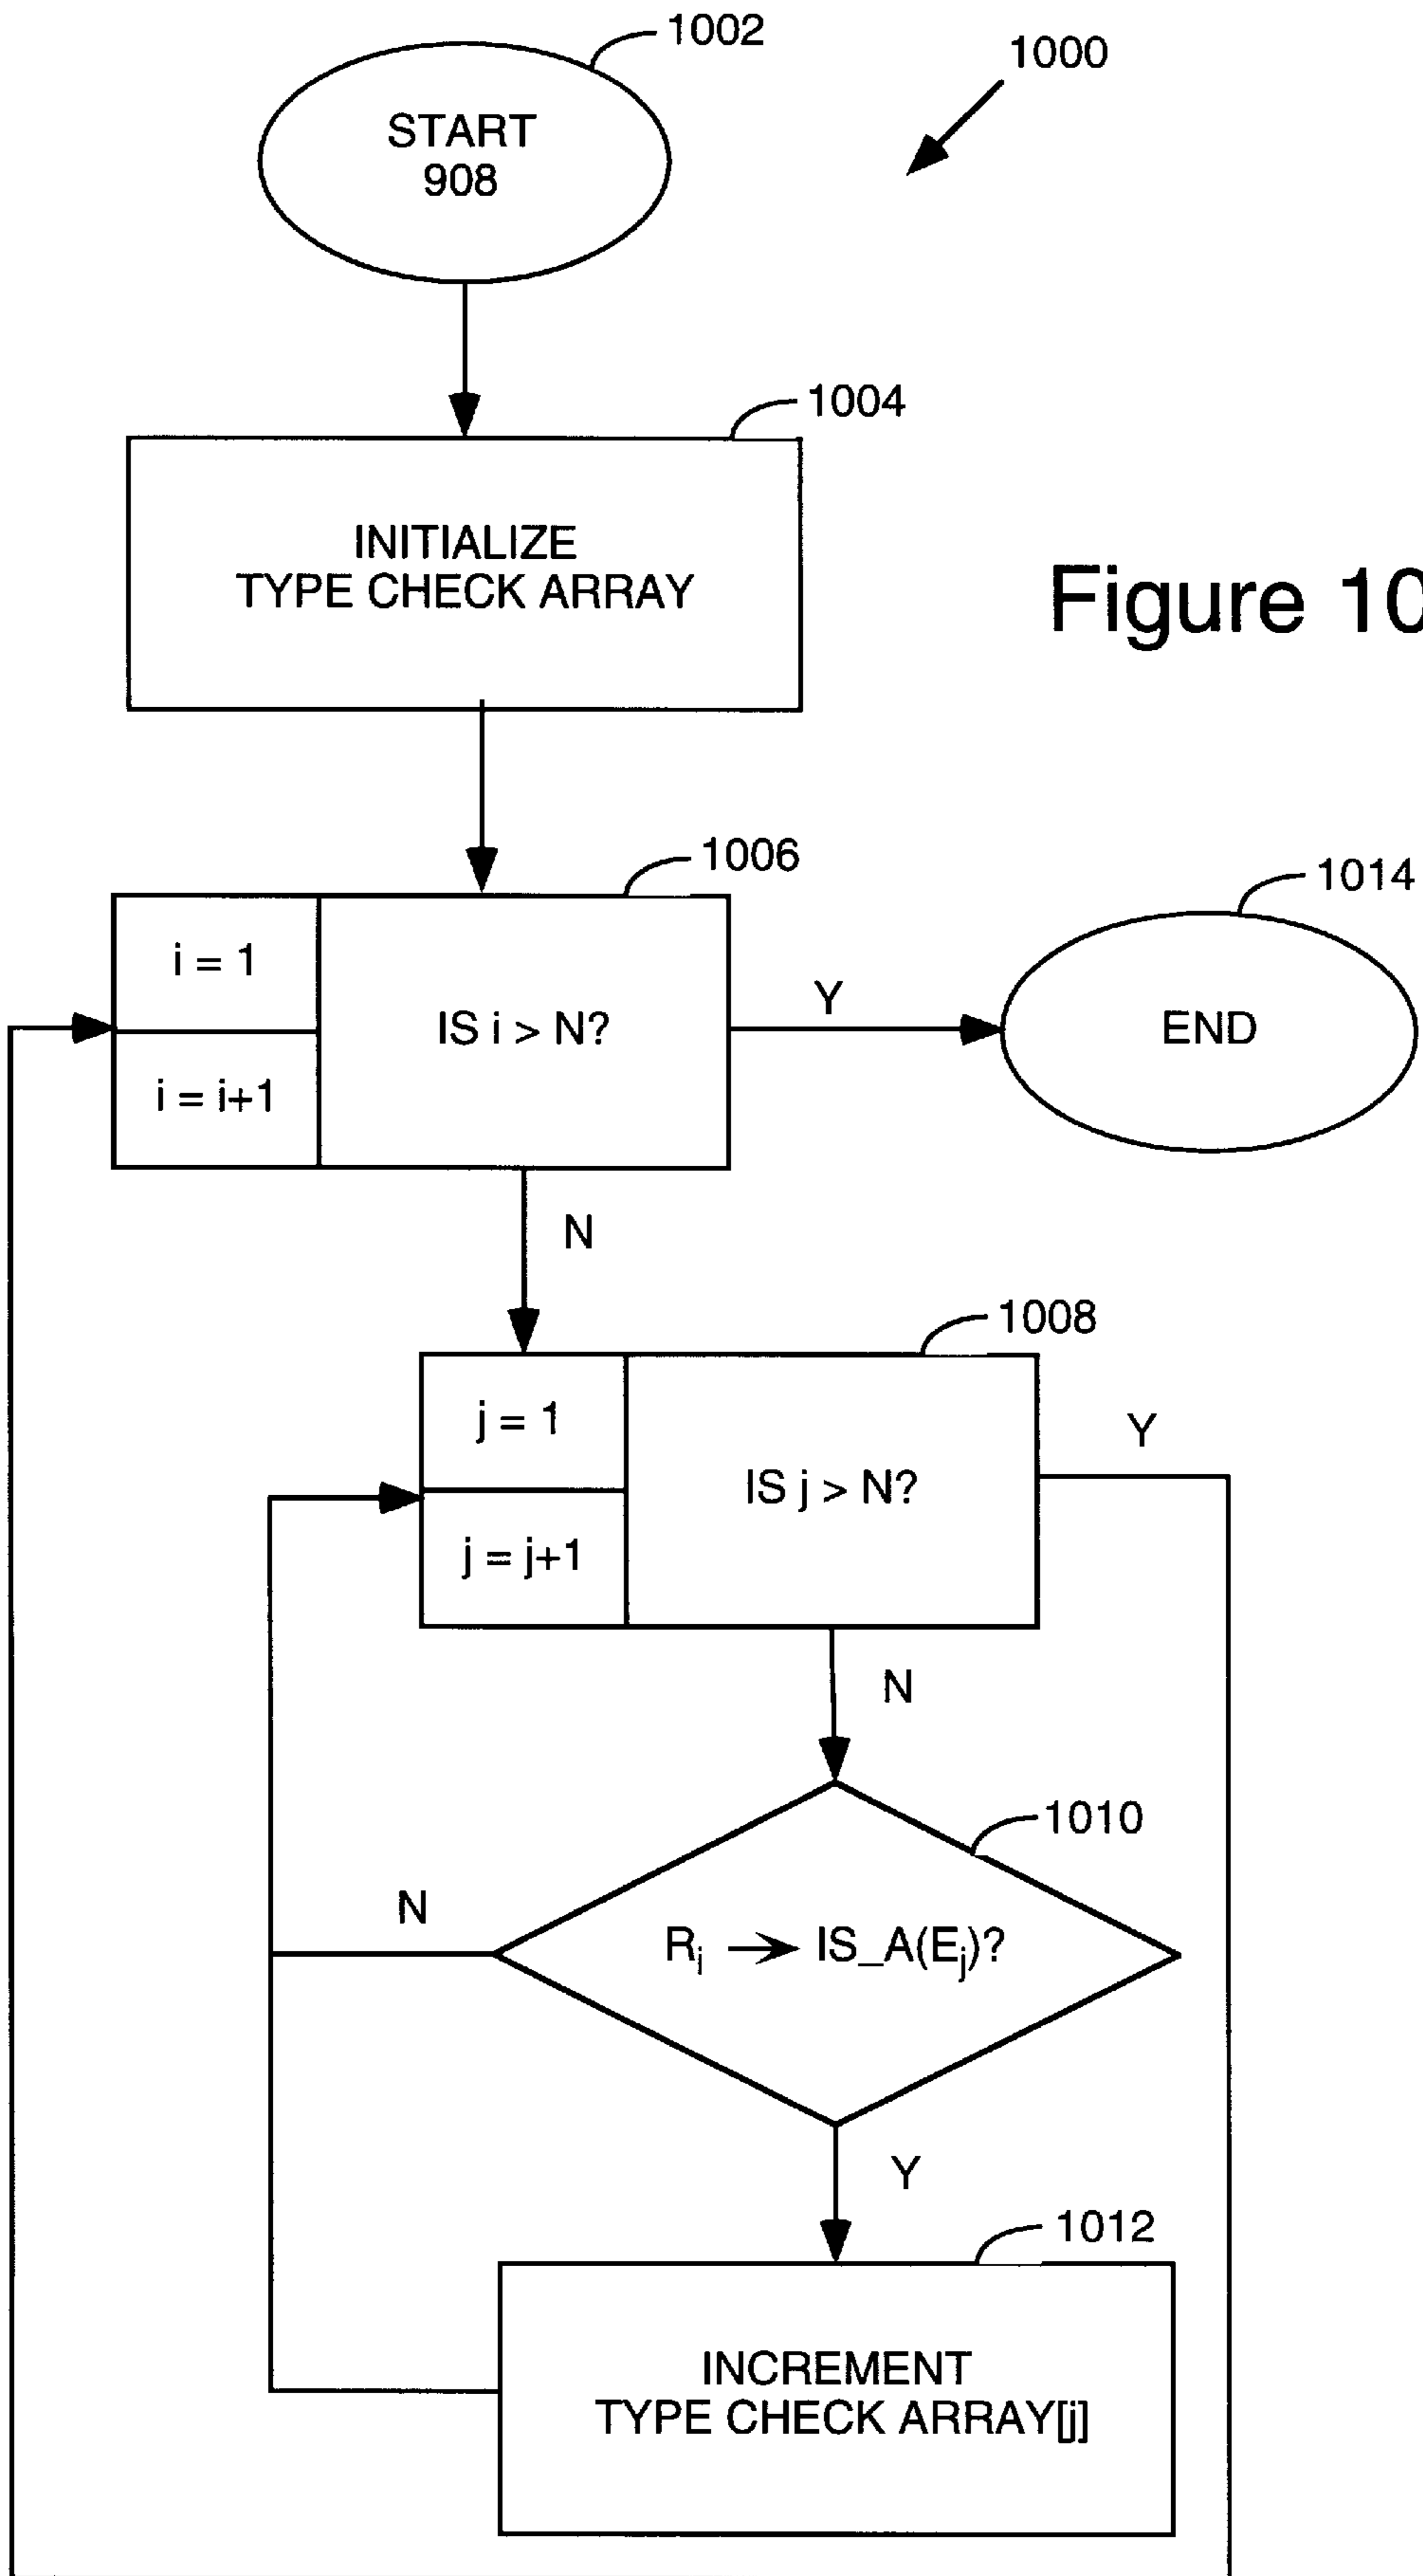 1002
1000
START
908
1004
INITIALIZE
TYPE CHECK ARRAY
Figure 10
1006
1014
i = 1
i = i+1
IS i > N?
Y
END
N
1008
j = 1
j = j+1
IS j > N?
Y
N
1010
N
Ri → IS_A(Ej)?
Y
1012
INCREMENT
TYPE CHECK ARRAY[j]